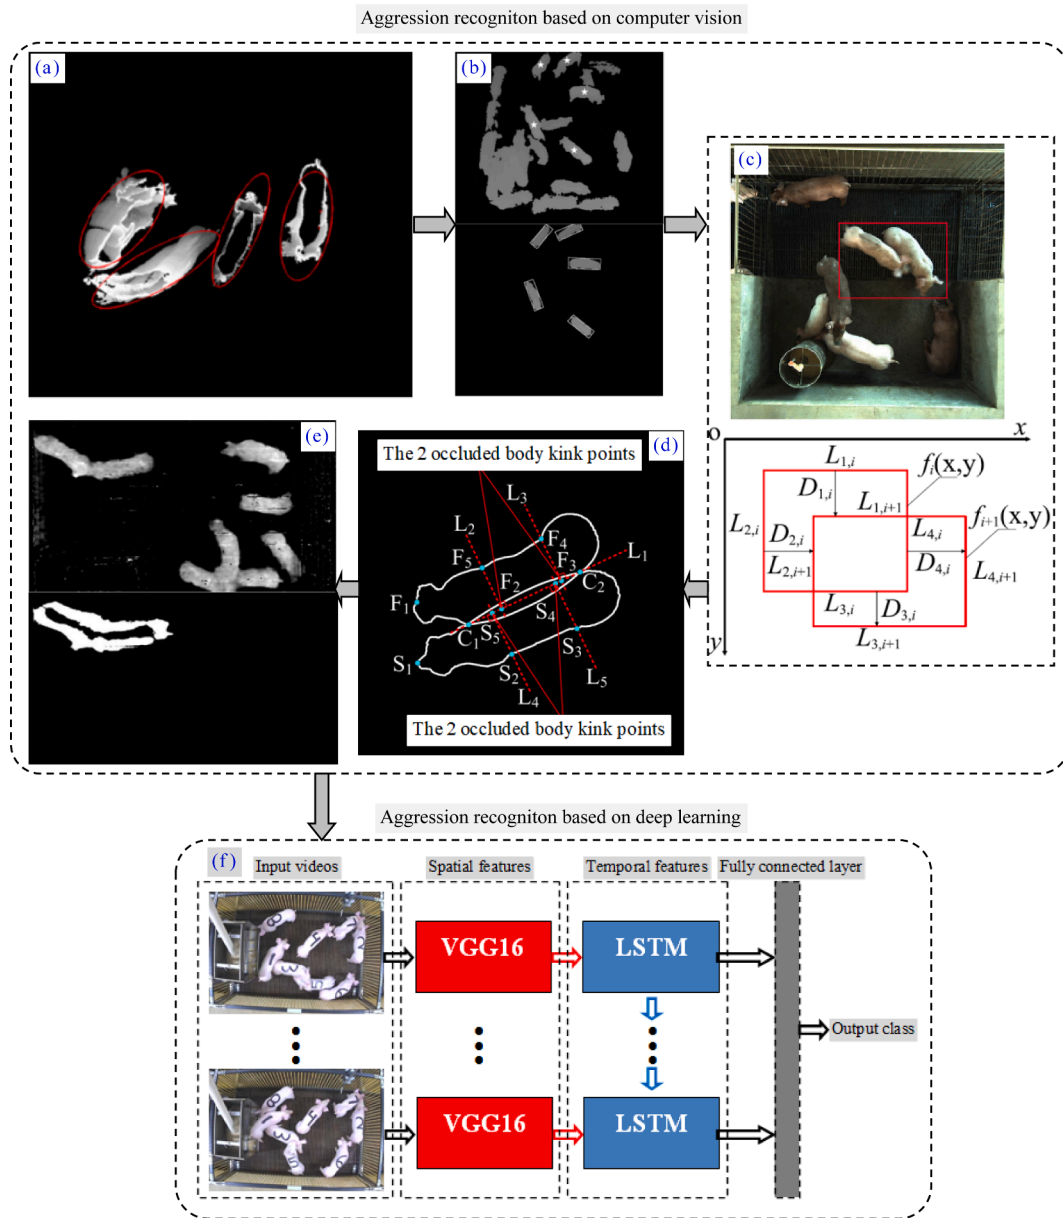 Aggression recogniton based on computer vision
(a)
(b)
(c)
o
x
L1,i
fi(x,y)
D1,i
L1,i+1
fi+1(x,y)
L2,i
L4,i
D2,i
D4,i
L2,i+1
L4,i+1
L3,i
D3,i
y
L3,i+1
(d)
The 2 occluded body kink points
L3
L2
F4
L1
F5
F3
C2
F2
F1
S4
C1
S5
S3
S1
S2
L5
L4
The 2 occluded body kink points
(e)
Aggression recogniton based on deep learning
(f)
Input videos
Spatial features
Temporal features
Fully connected layer
VGG16
LSTM
Output class
VGG16
LSTM